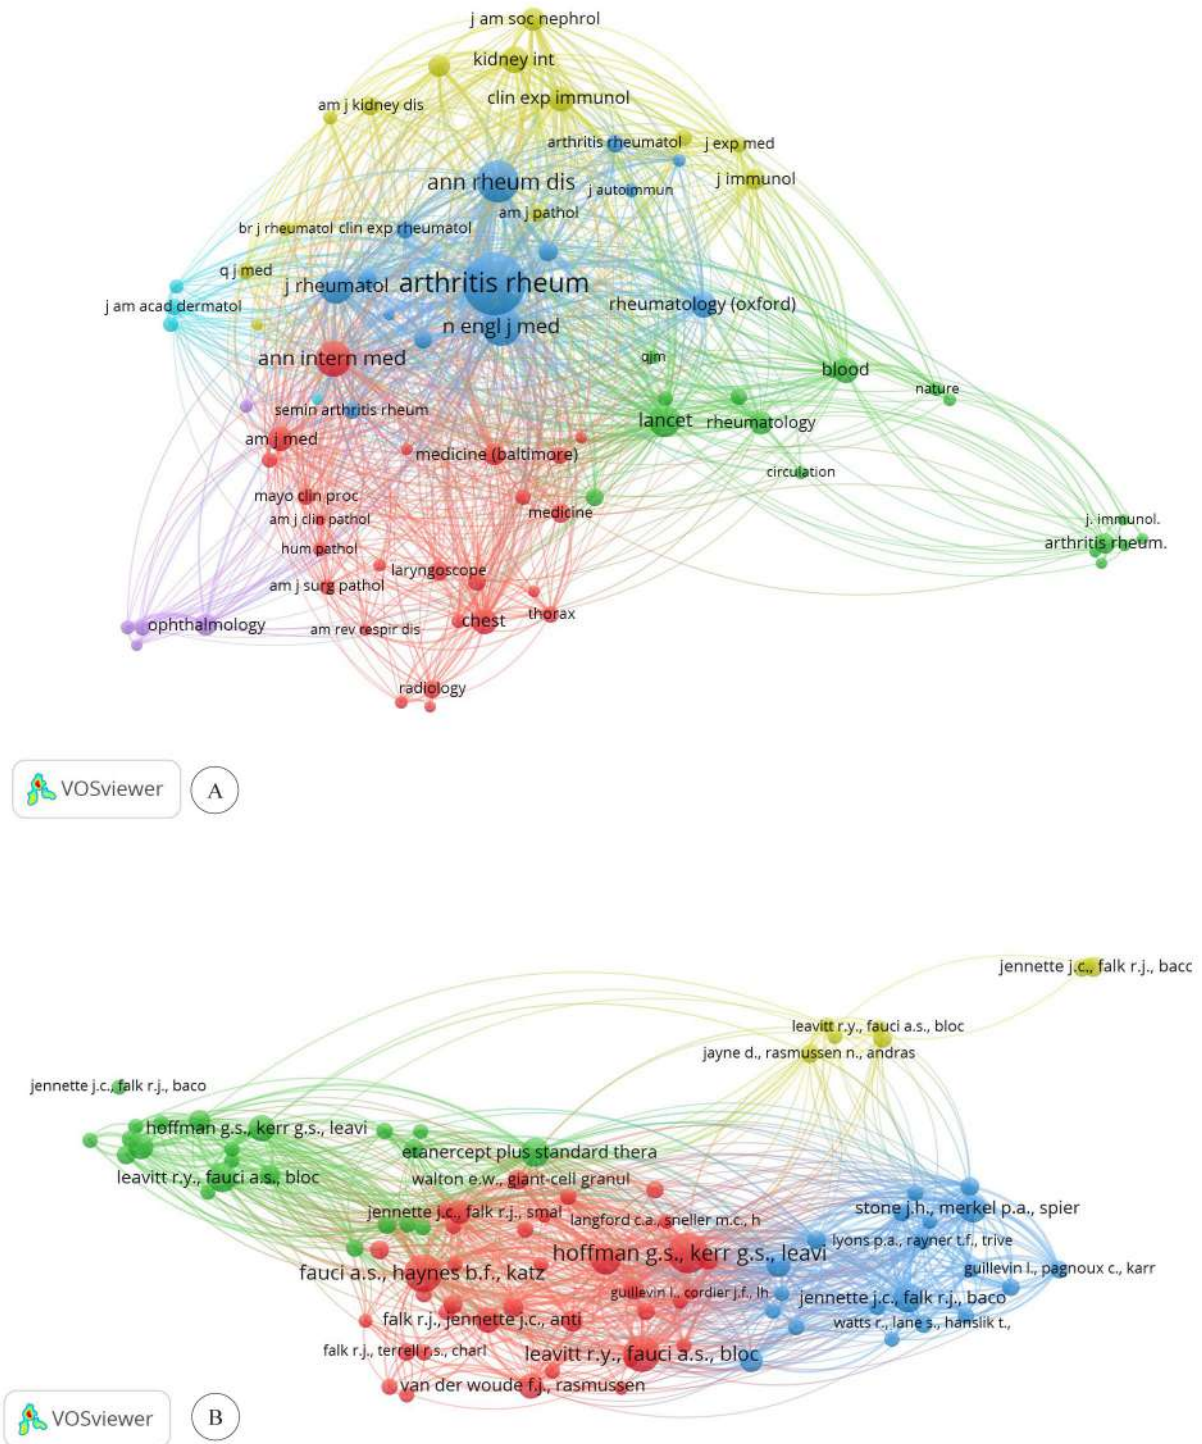 j am soc nephrol
kidney int
clin exp immunol
am j kidney dis
arthritis rheumatol
j exp med
ann rheum dis
j immunol
j autoimmun
am j pathol
br j rheumatol
clin exp rheumatol
q j med
j rheumatol
arthritis rheum
j am acad dermatol
rheumatology (oxford)
n engl j med
ann intern med
qjm
blood
nature
semin arthritis rheum
lancet
rheumatology
am j med
medicine (baltimore)
circulation
mayo clin proc
medicine
am j clin pathol
j. immunol.
hum pathol
arthritis rheum.
laryngoscope
am j surg pathol
thorax
ophthalmology
am rev respir dis
chest
radiology
VOSviewer
A
jennette j.c., falk r.j., bacc
leavitt r.y., fauci a.s., bloc
jayne d., rasmussen n., andras
jennette j.c., falk r.j., baco
hoffman g.s., kerr g.s., leavi
etanercept plus standard thera
leavitt r.y., fauci a.s., bloc
walton e.w., giant-cell granul
stone j.h., merkel p.a., spier
jennette j.c., falk r.j., smal
langford c.a., sneller m.c., h
lyons p.a., rayner t.f., trive
hoffman g.s., kerr g.s., leavi
guillevin l., pagnoux c., karr
fauci a.s., haynes b.f., katz
guillevin l., cordier j.f., lh
jennette j.c., falk r.j., baco
falk r.j., jennette j.c., anti
watts r., lane s., hanslik t.,
falk r.j., terrell r.s., charl
leavitt r.y., fauci a.s., bloc
van der woude f.j., rasmussen
VOSviewer
B